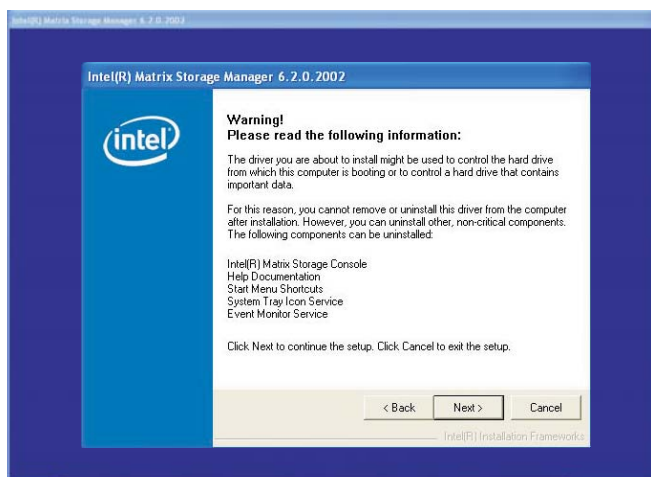 Intel(R) Matrix Storage Manager 6.2.0.2002
Intel(R) Matrix Storage Manager 6.2.0.2002
intel
Warning!
Please read the following information:
The driver you are about to install might be used to control the hard drive
from which this computer is booting or to control a hard drive that contains
important data.
For this reason, you cannot remove or uninstall this driver from the computer
after installation. However, you can uninstall other, non-critical components.
The following components can be uninstalled:
Intel(R) Matrix Storage Console
Help Documentation
Start Menu Shortcuts
System Tray Icon Service
Event Monitor Service
Click Next to continue the setup. Click Cancel to exit the setup.
< Back
Next >
Cancel
Intel(R) Installation Frameworks